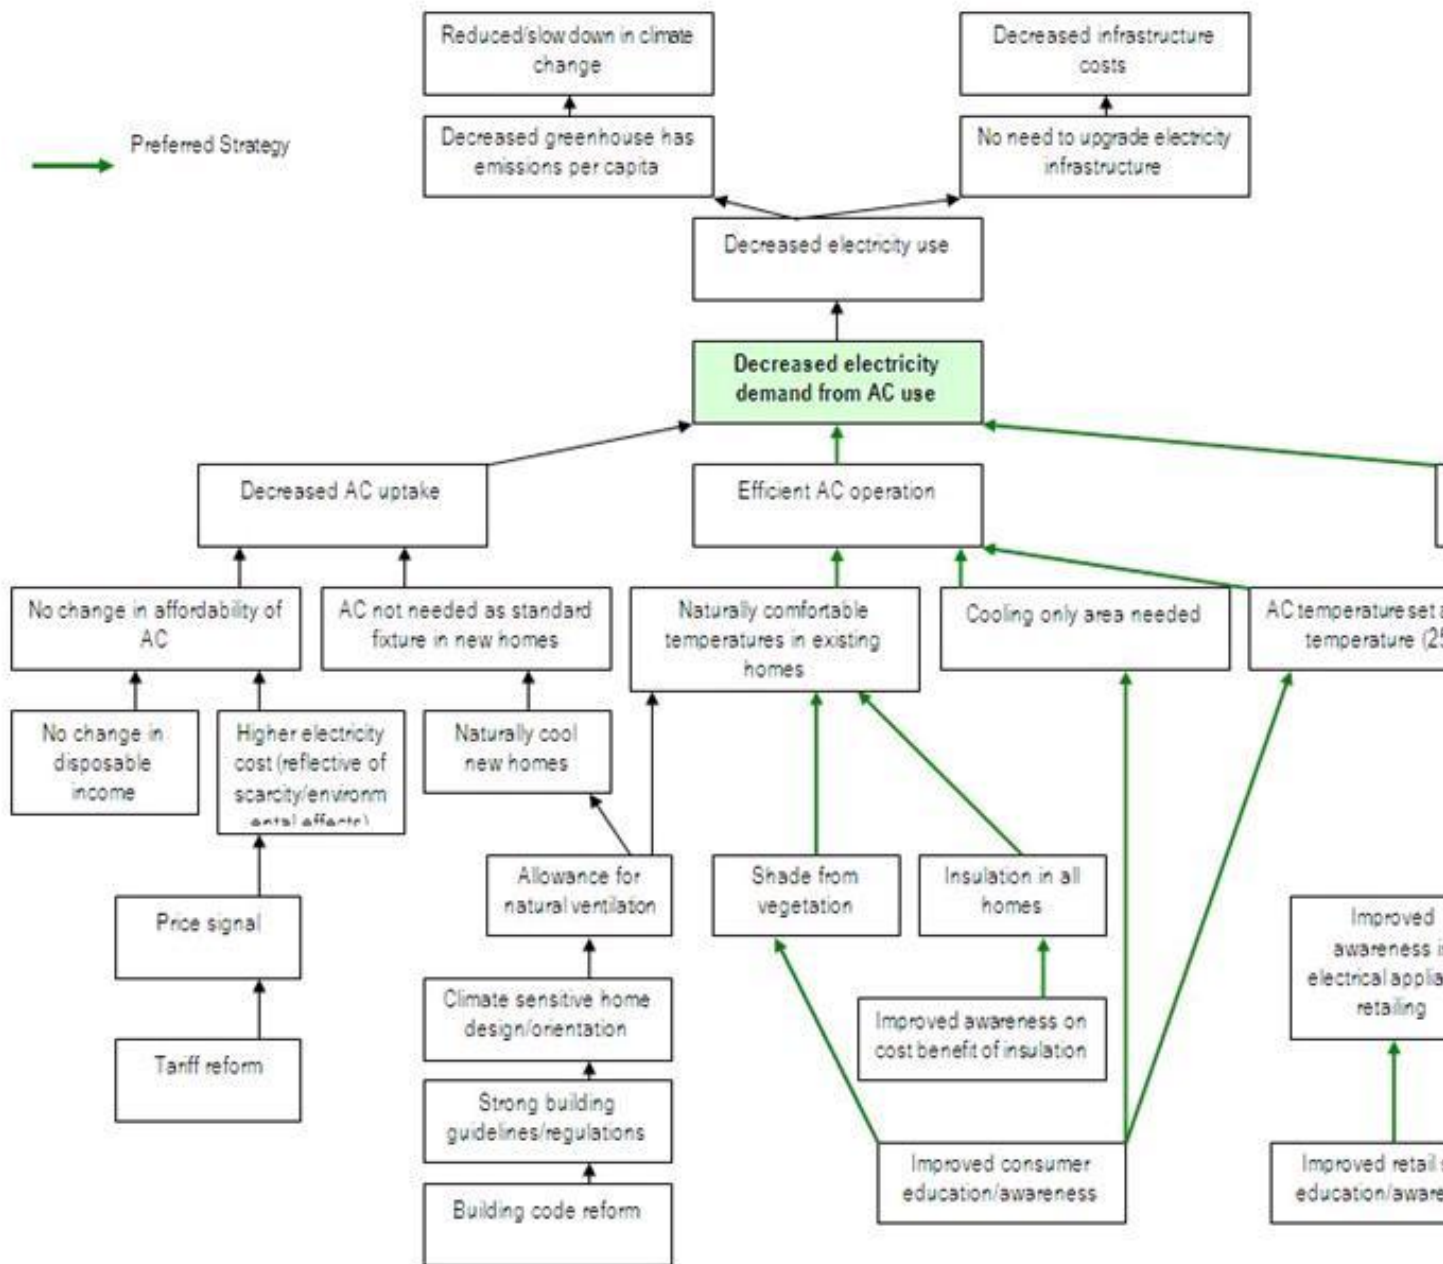 Reduced/slow down in climate
change
Decreased infrastructure
costs
Preferred Strategy
Decreased greenhouse has
emissions per capita
No need to upgrade electricity
infrastructure
Decreased electricity use
Decreased electricity
demand from AC use
Decreased AC uptake
Efficient AC operation
No change in affordability of
AC
AC not needed as standard
fixture in new homes
Naturally comfortable
temperatures in existing
homes
Cooling only area needed
AC temperature set
temperature (25
No change in
disposable
income
Higher electricity
cost (reflective of
scarcity/environm
ental effects)
Naturally cool
new homes
Allowance for
natural ventilation
Shade from
vegetation
Insulation in all
homes
Price signal
Improved
awareness
electrical
retailing
Climate sensitive home
design/orientation
Improved awareness on
cost benefit of insulation
Tariff reform
Strong building
guidelines/regulations
Improved consumer
education/awareness
Improved retail
Building code reform